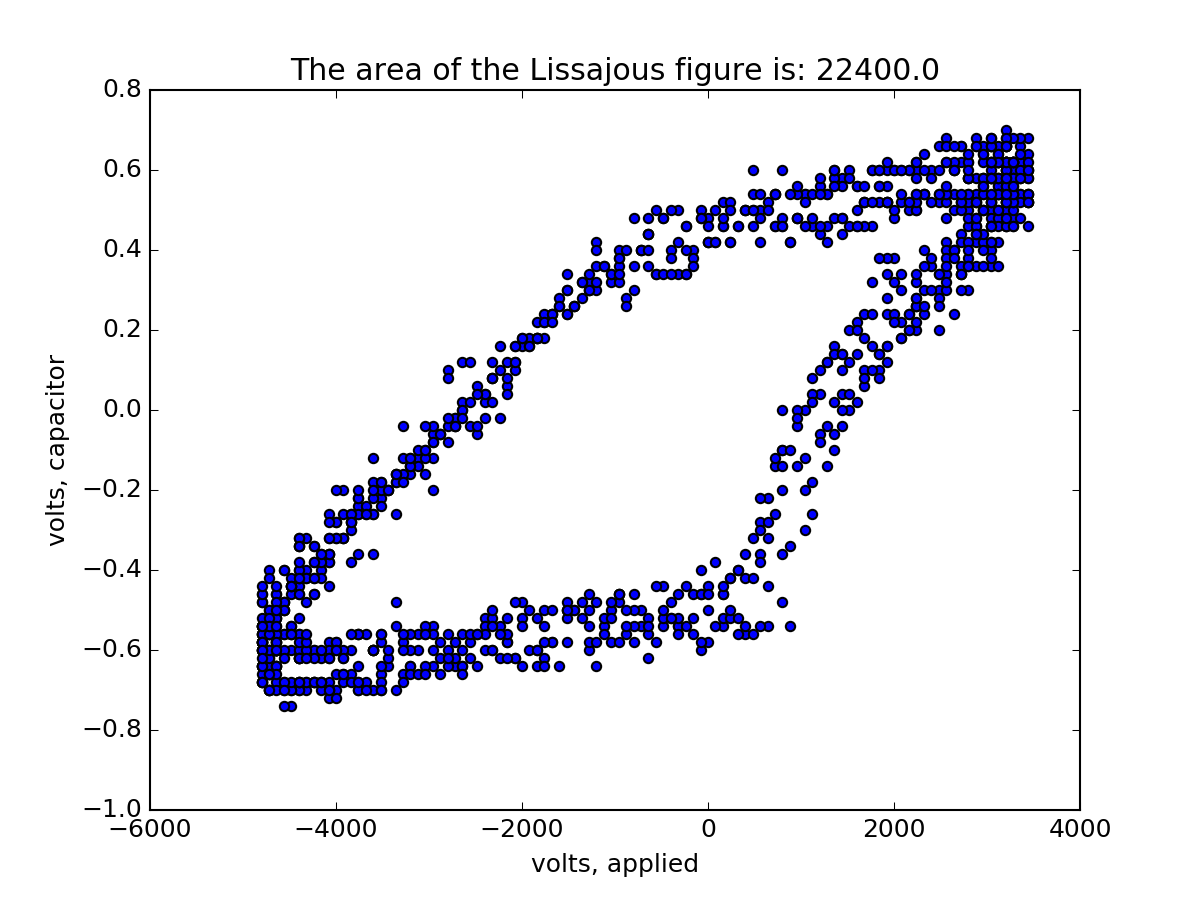 The area of the Lissajous figure is: 22400.0
0.8
0.6
0.4
0.2
0.0
−0.2
−0.4
−0.6
−0.8
−1.0
volts, capacitor
−6000 −4000 −2000 0 2000 4000
volts, applied